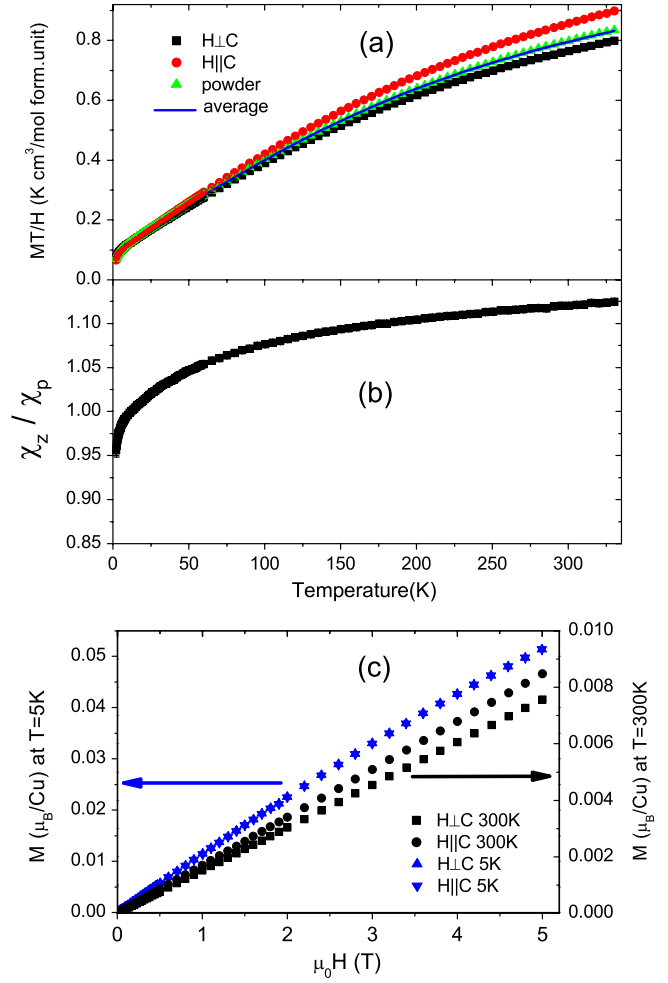 MT/H (K cm³/mol form.unit)
0.8
0.6
0.4
0.2
0.0
H⊥C
H||C
powder
average
(a)
χz / χp
1.10
1.05
1.00
0.95
0.90
0.85
(b)
0 50 100 150 200 250 300
Temperature(K)
M (μB/Cu) at T=5K
0.05
0.04
0.03
0.02
0.01
0.00
(c)
H⊥C 300K
H||C 300K
H⊥C 5K
H||C 5K
0.010
0.008
0.006
0.004
0.002
0.000
M (μB/Cu) at T=300K
0 1 2 3 4 5
μ₀H (T)